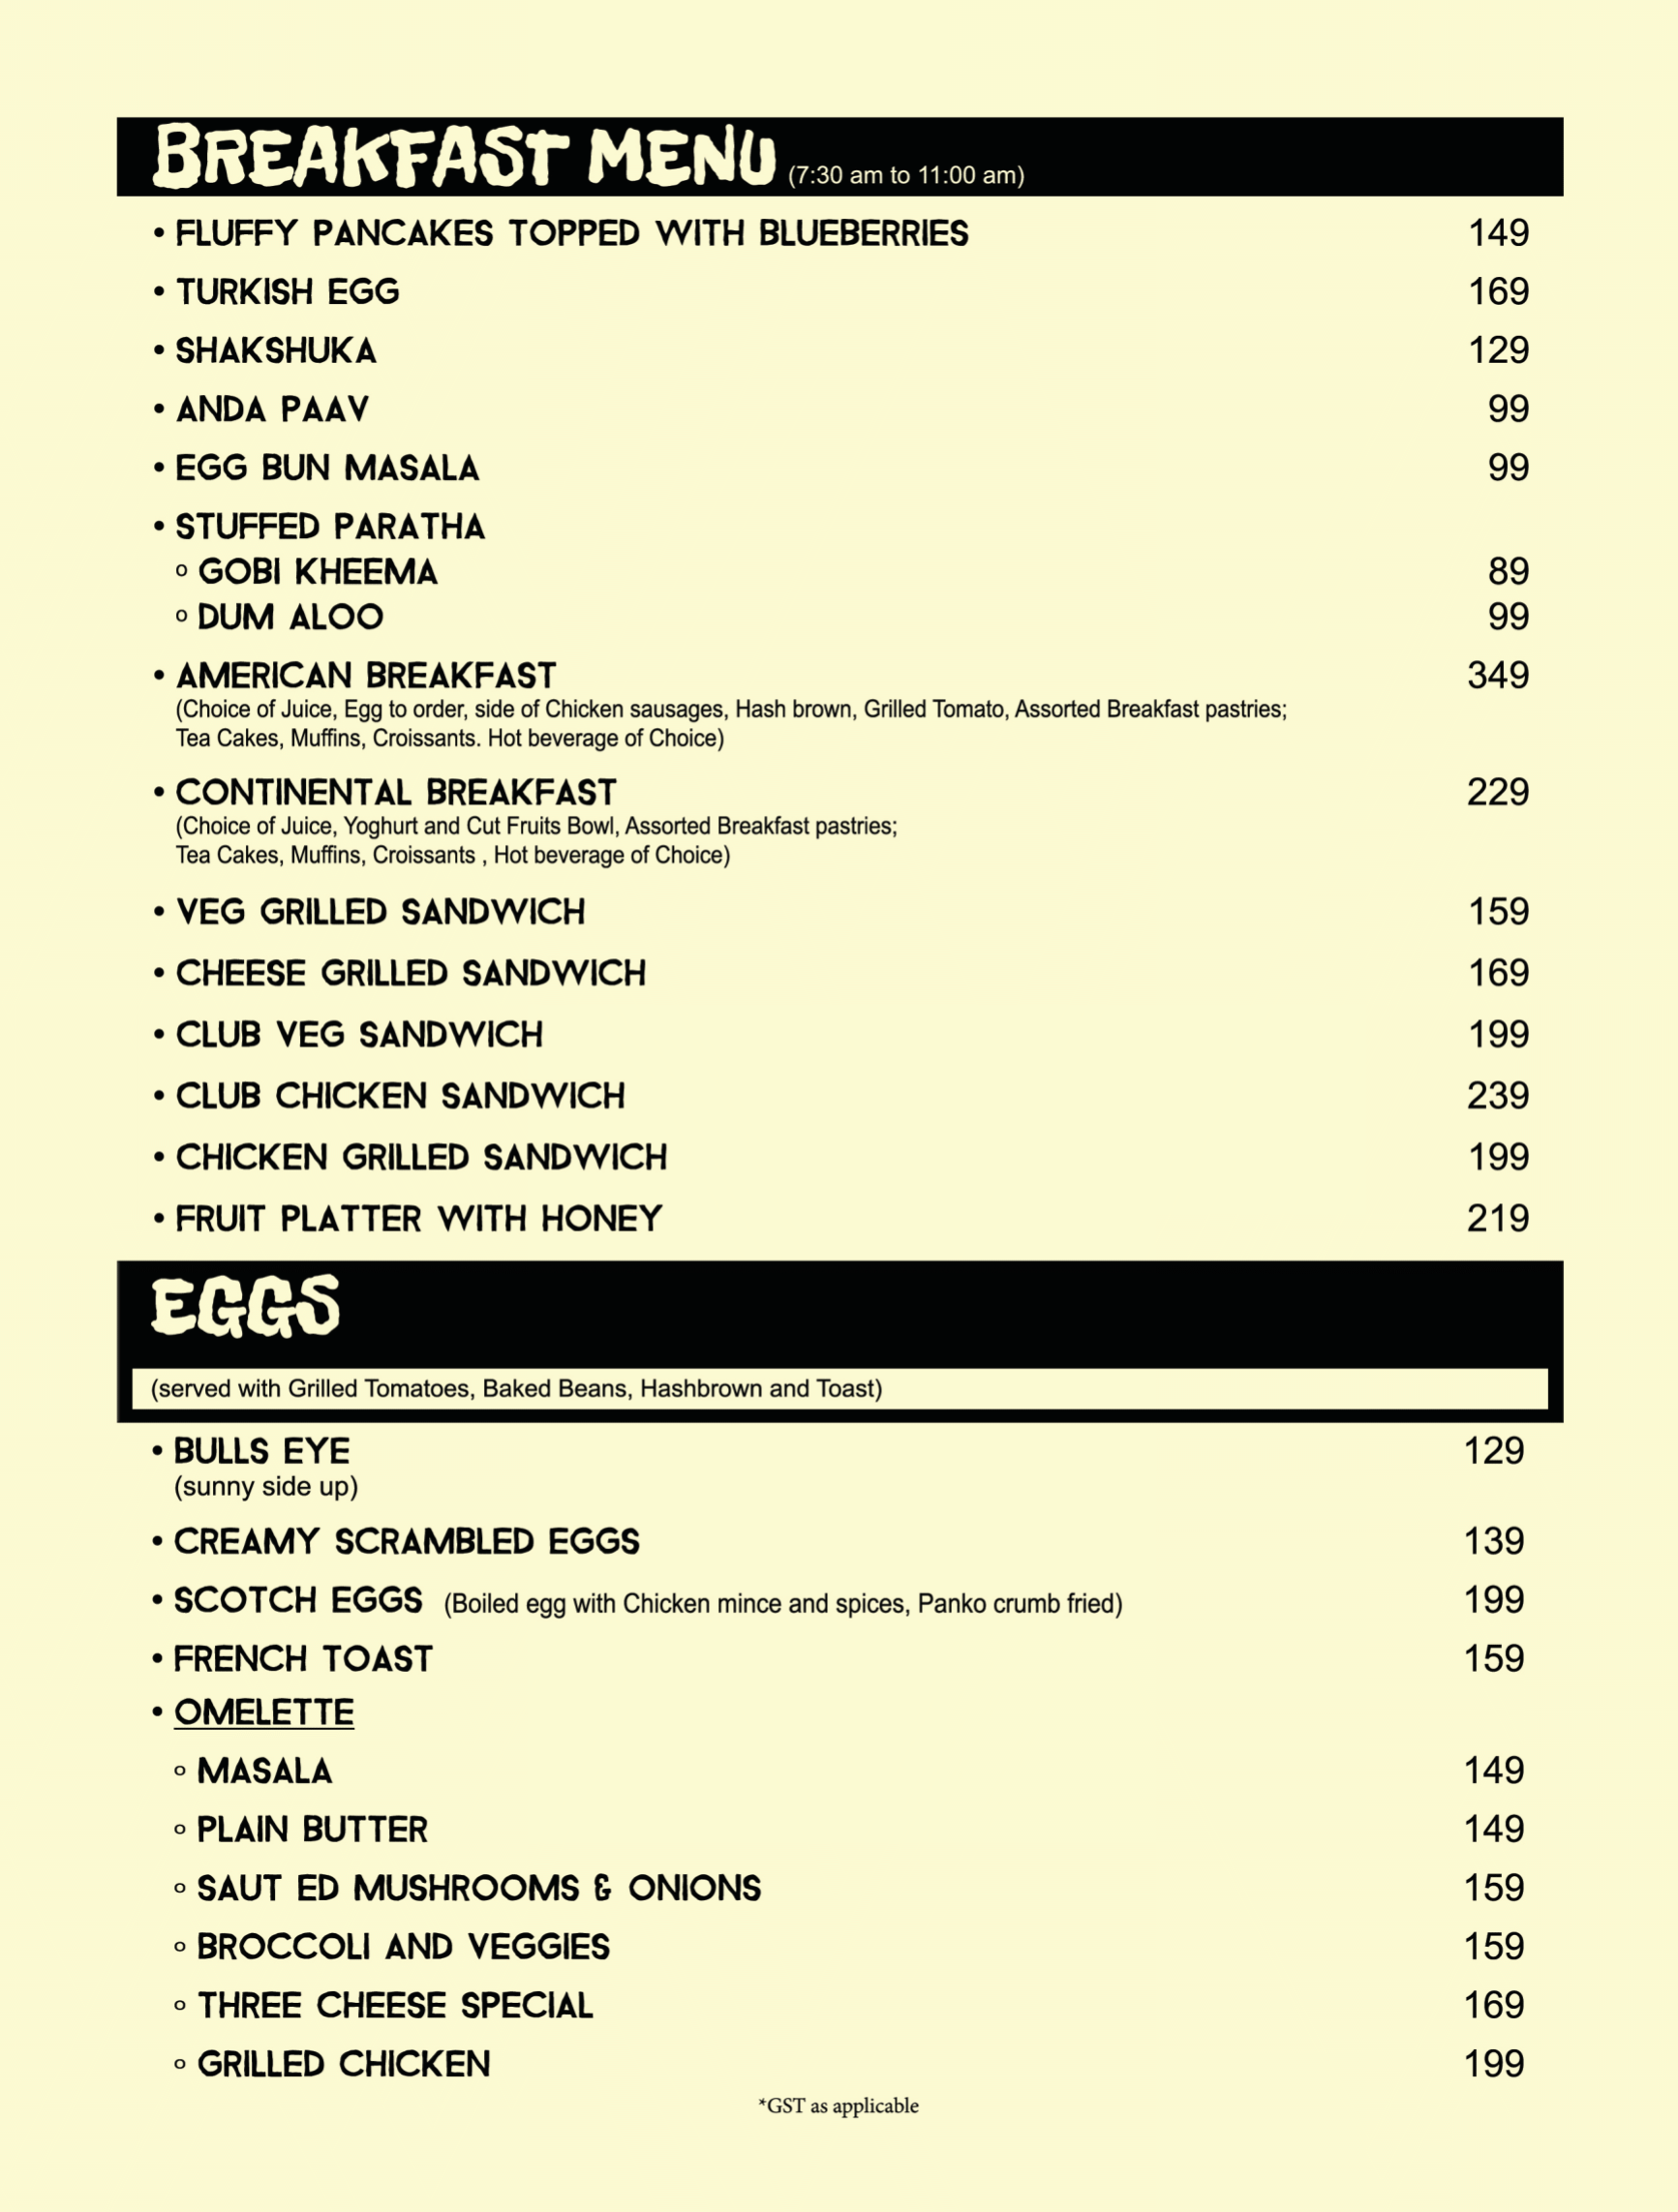 BREAKFAST MENU (7:30 am to 11:00 am)
• FLUFFY PANCAKES TOPPED WITH BLUEBERRIES 149
• TURKISH EGG 169
• SHAKSHUKA 129
• ANDA PAAV 99
• EGG BUN MASALA 99
• STUFFED PARATHA
o GOBI KHEEMA 89
o DUM ALOO 99
• AMERICAN BREAKFAST 349
(Choice of Juice, Egg to order, side of Chicken sausages, Hash brown, Grilled Tomato, Assorted Breakfast pastries;
Tea Cakes, Muffins, Croissants. Hot beverage of Choice)
• CONTINENTAL BREAKFAST 229
(Choice of Juice, Yoghurt and Cut Fruits Bowl, Assorted Breakfast pastries;
Tea Cakes, Muffins, Croissants , Hot beverage of Choice)
• VEG GRILLED SANDWICH 159
• CHEESE GRILLED SANDWICH 169
• CLUB VEG SANDWICH 199
• CLUB CHICKEN SANDWICH 239
• CHICKEN GRILLED SANDWICH 199
• FRUIT PLATTER WITH HONEY 219
EGGS
(served with Grilled Tomatoes, Baked Beans, Hashbrown and Toast)
• BULLS EYE 129
(sunny side up)
• CREAMY SCRAMBLED EGGS 139
• SCOTCH EGGS (Boiled egg with Chicken mince and spices, Panko crumb fried) 199
• FRENCH TOAST 159
• OMELETTE
o MASALA 149
o PLAIN BUTTER 149
o SAUT ED MUSHROOMS & ONIONS 159
o BROCCOLI AND VEGGIES 159
o THREE CHEESE SPECIAL 169
o GRILLED CHICKEN 199
*GST as applicable